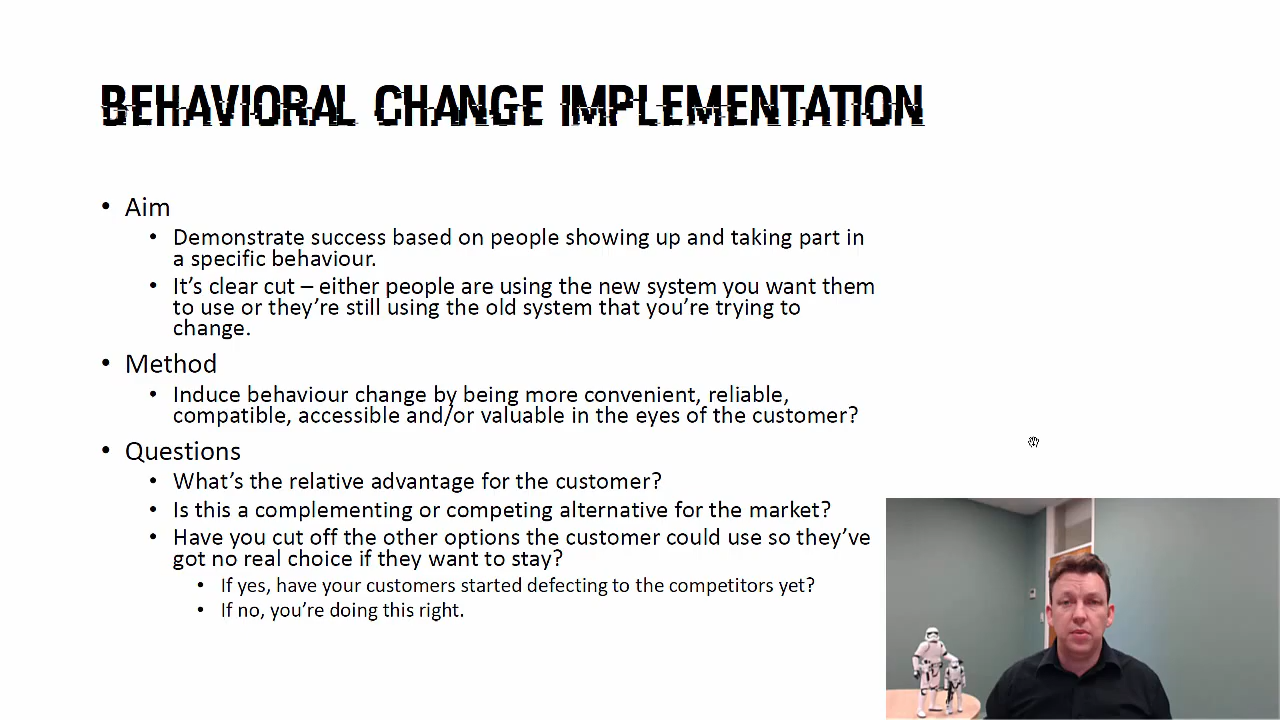 BEHAVIORAL CHANGE IMPLEMENTATION
• Aim
• Demonstrate success based on people showing up and taking part in
a specific behaviour.
• It's clear cut – either people are using the new system you want them
to use or they're still using the old system that you're trying to
change.
• Method
• Induce behaviour change by being more convenient, reliable,
compatible, accessible and/or valuable in the eyes of the customer?
• Questions
• What's the relative advantage for the customer?
• Is this a complementing or competing alternative for the market?
• Have you cut off the other options the customer could use so they've
got no real choice if they want to stay?
• If yes, have your customers started defecting to the competitors yet?
• If no, you're doing this right.